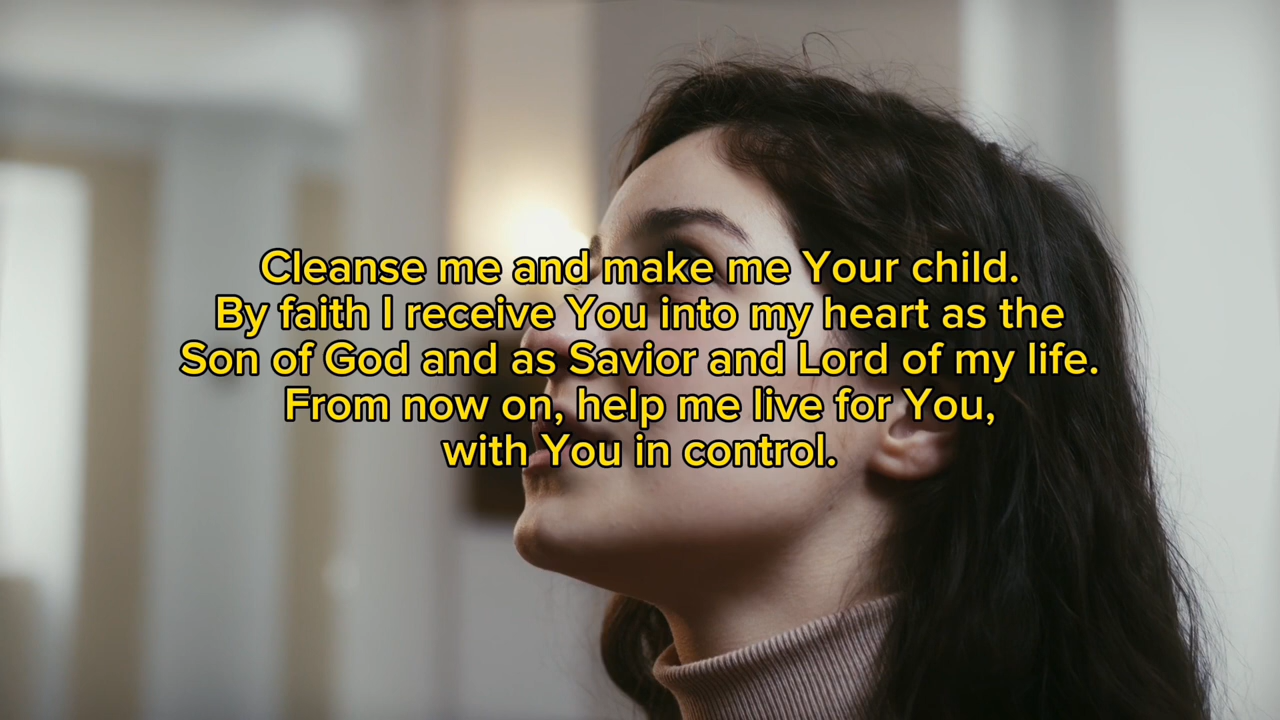 Cleanse me and make me Your child.
By faith I receive You into my heart as the
Son of God and as Savior and Lord of my life.
From now on, help me live for You,
with You in control.